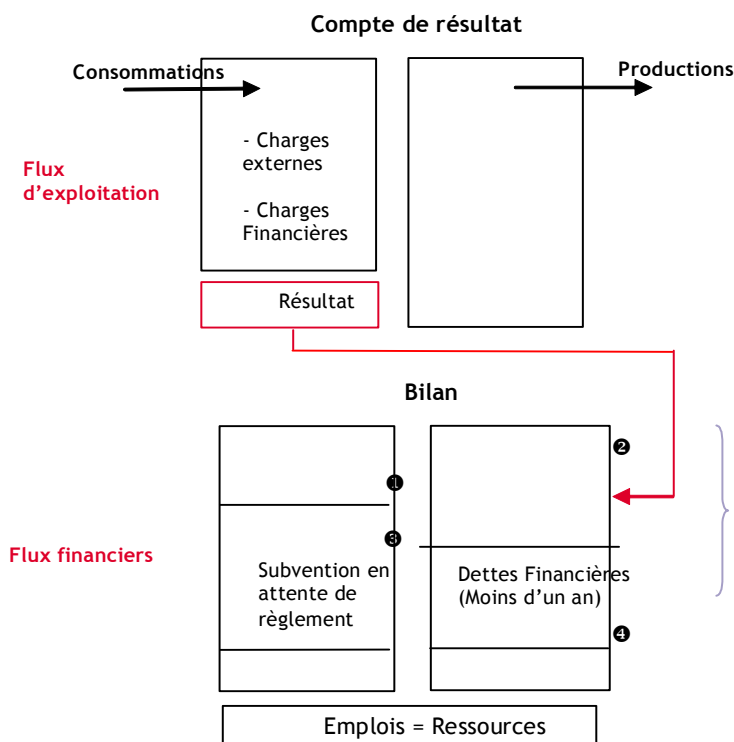 Compte de résultat
Consommations
Productions
- Charges
externes
Flux
d’exploitation
- Charges
Financières
Résultat
Bilan
❷
❶
❸
Flux financiers
Subvention en
attente de
règlement
Dettes Financières
(Moins d’un an)
❹
Emplois = Ressources